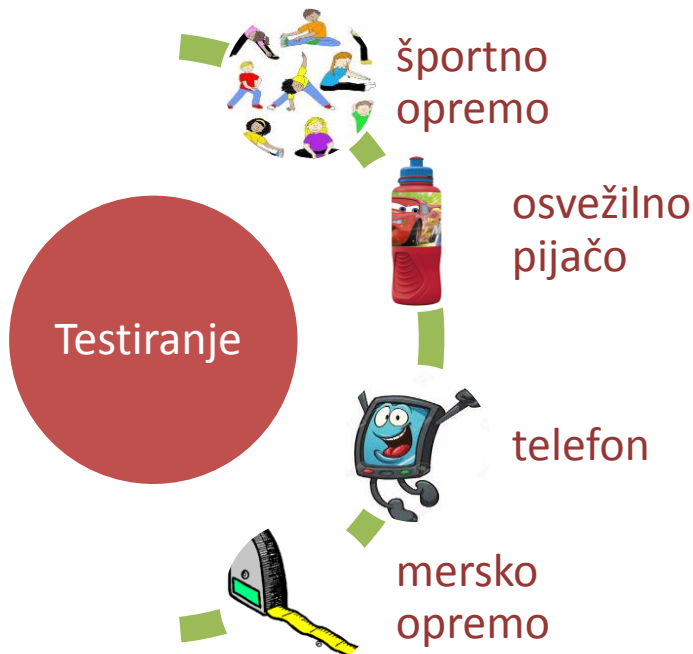 športno
opremo
osvežilno
pijačo
Testiranje
telefon
mersko
opremo